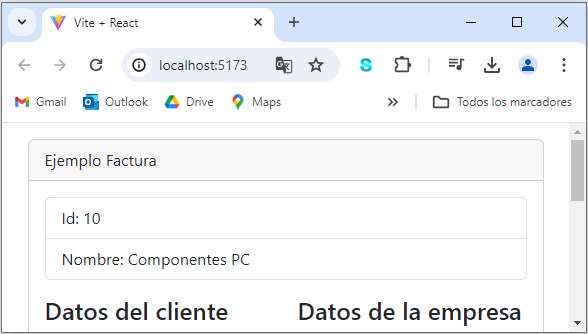 Vite + React
localhost:5173
Gmail Outlook Drive Maps » Todos los marcadores
Ejemplo Factura
Id: 10
Nombre: Componentes PC
Datos del cliente Datos de la empresa